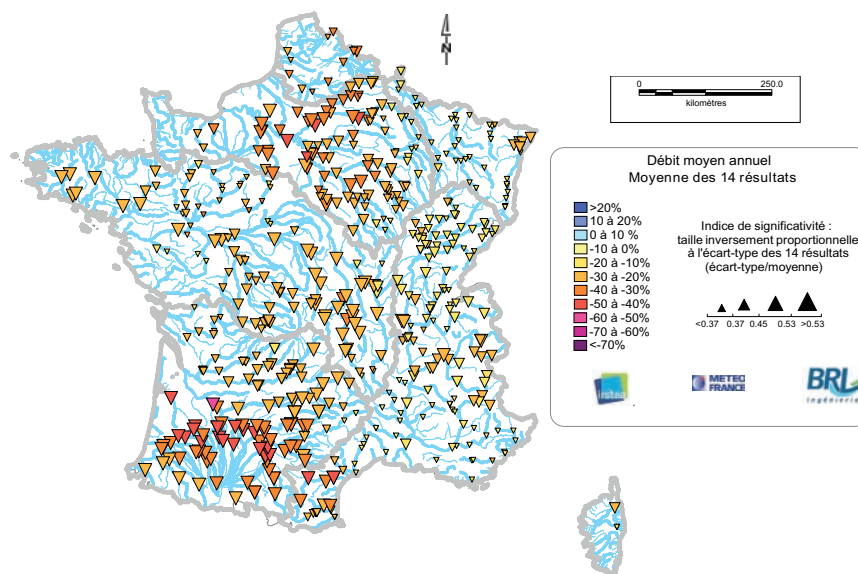 N
0 250.0
kilomètres
Débit moyen annuel
Moyenne des 14 résultats
>20%
10 à 20%
0 à 10 %
-10 à 0%
-20 à -10%
-30 à -20%
-40 à -30%
-50 à -40%
-60 à -50%
-70 à -60%
<-70%
Indice de significativité :
taille inversement proportionnelle
à l'écart-type des 14 résultats
(écart-type/moyenne)
<0.37 0.37 0.45 0.53 >0.53
irstea
METEO
FRANCE
BRL
Ingénierie